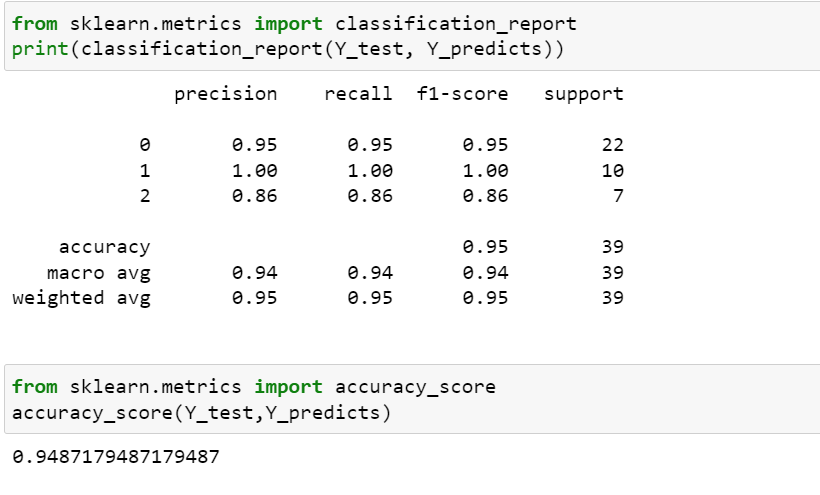 from sklearn.metrics import classification_report
print(classification_report(Y_test, Y_predicts))
precision recall f1-score support
0 0.95 0.95 0.95 22
1 1.00 1.00 1.00 10
2 0.86 0.86 0.86 7
accuracy 0.95 39
macro avg 0.94 0.94 0.94 39
weighted avg 0.95 0.95 0.95 39
from sklearn.metrics import accuracy_score
accuracy_score(Y_test,Y_predicts)
0.9487179487179487